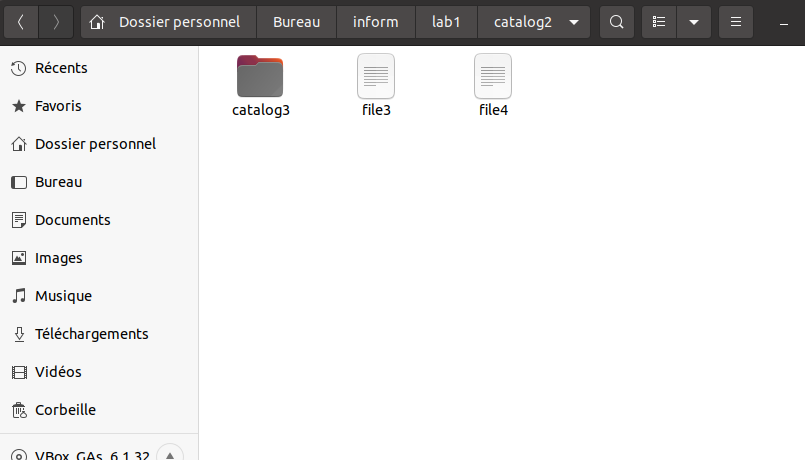 Dossier personnel Bureau inform lab1 catalog2
Récents
Favoris
Dossier personnel
Bureau
Documents
Images
Musique
Téléchargements
Vidéos
Corbeille
VBox_GAs_6.1.32
catalog3 file3 file4